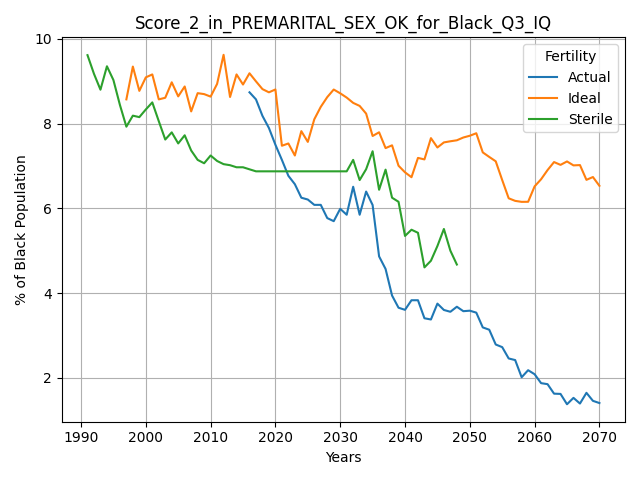 Score_2_in_PREMARITAL_SEX_OK_for_Black_Q3_IQ
Fertility
Actual
Ideal
Sterile
% of Black Population
10
8
6
4
2
1990 2000 2010 2020 2030 2040 2050 2060 2070
Years